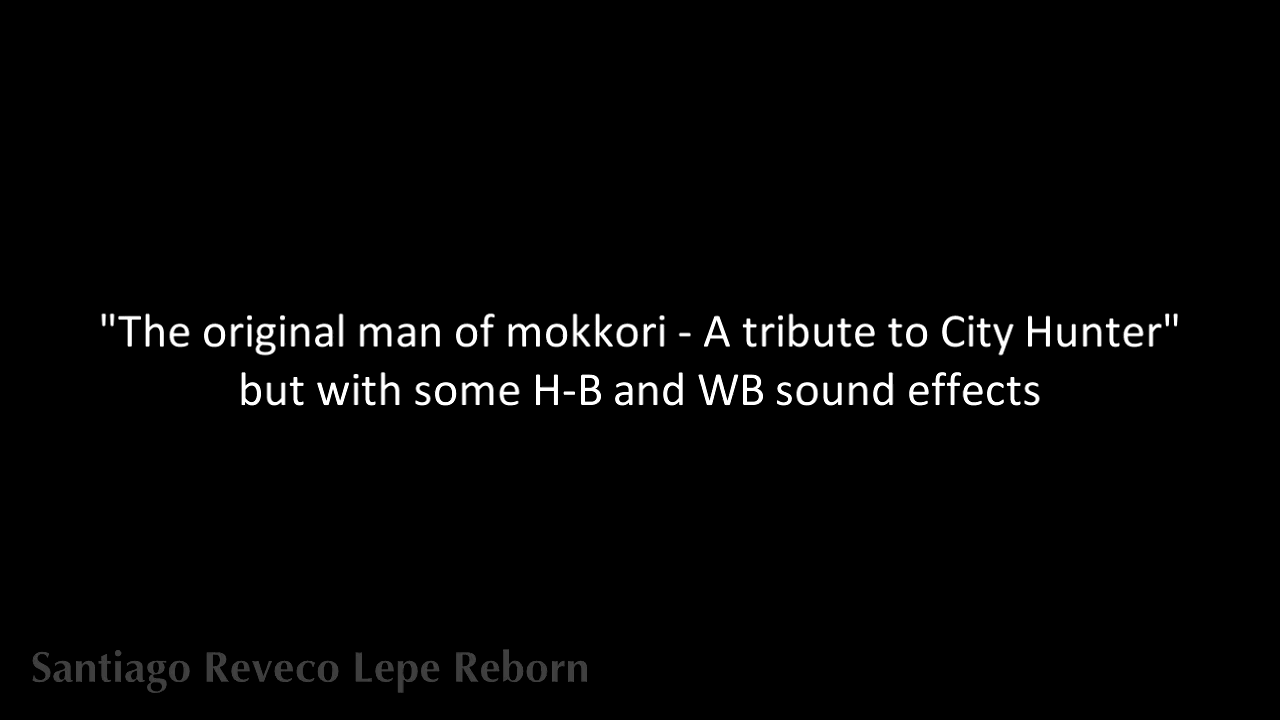 "The original man of mokkori - A tribute to City Hunter"
but with some H-B and WB sound effects
Santiago Reveco Lepe Reborn